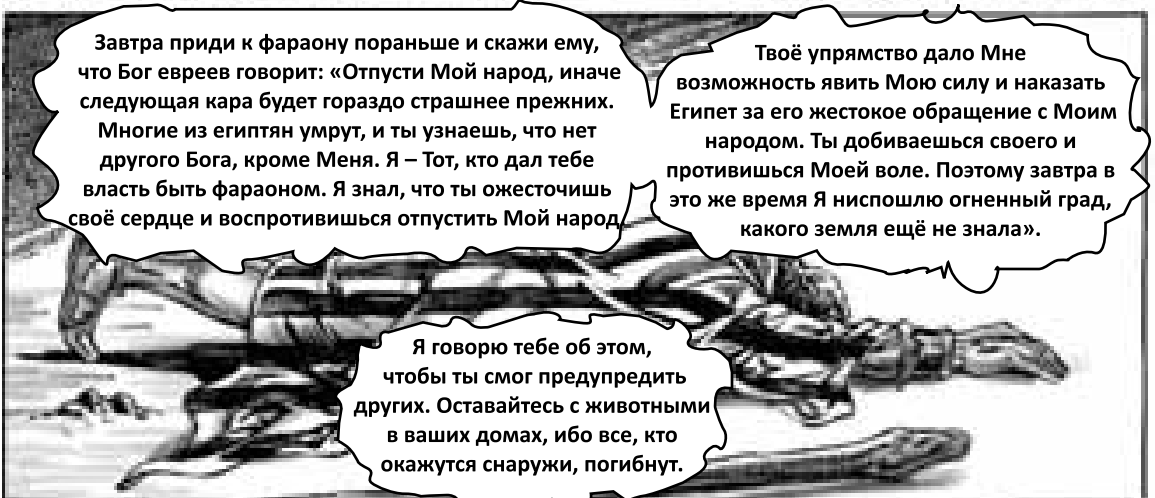 Завтра приди к фараону пораньше и скажи ему,
что Бог евреев говорит: «Отпусти Мой народ, иначе
следующая кара будет гораздо страшнее прежних.
Многие из египтян умрут, и ты узнаешь, что нет
другого Бога, кроме Меня. Я – Тот, кто дал тебе
власть быть фараоном. Я знал, что ты ожесточишь
своё сердце и воспротивишься отпустить Мой народ.
Твоё упрямство дало Мне
возможность явить Мою силу и наказать
Египет за его жестокое обращение с Моим
народом. Ты добиваешься своего и
противишься Моей воле. Поэтому завтра в
это же время Я ниспошлю огненный град,
какого земля ещё не знала».
Я говорю тебе об этом,
чтобы ты смог предупредить
других. Оставайтесь с животными
в ваших домах, ибо все, кто
окажутся снаружи, погибнут.